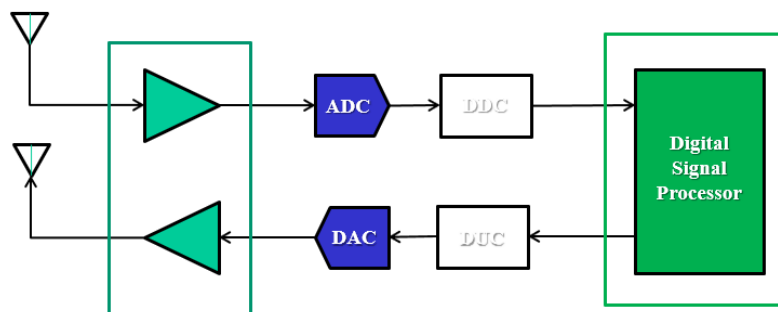 ADC
DDC
Digital
Signal
Processor
DAC
DUC